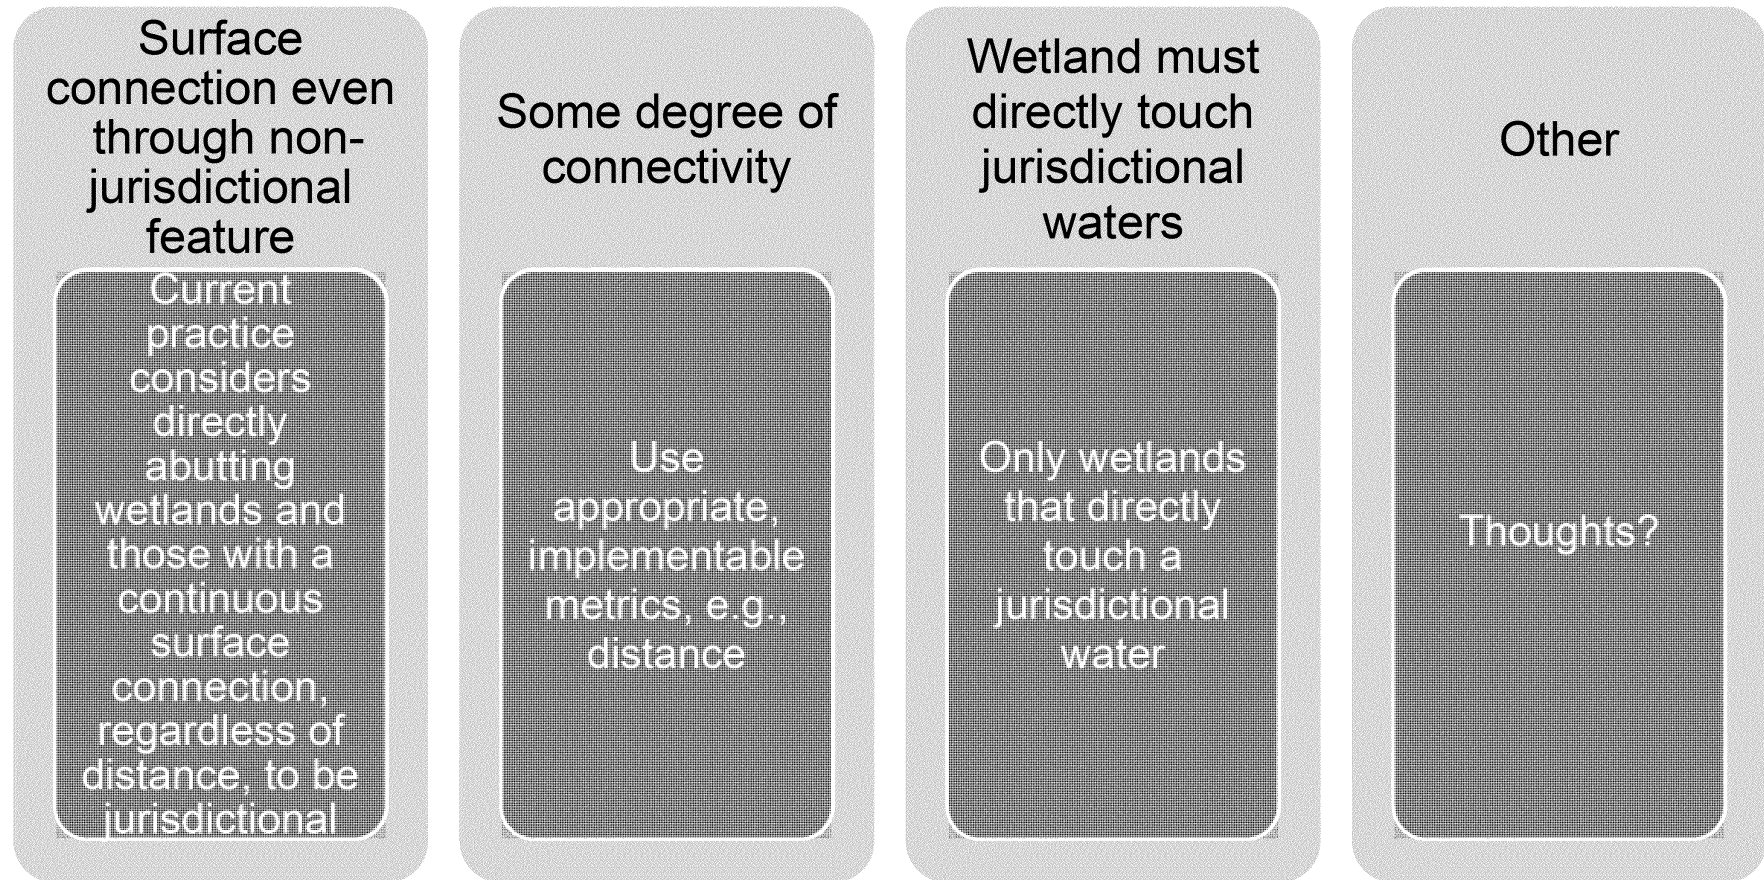 Surface
connection even
through non-
jurisdictional
feature
Current
practice
considers
directly
abutting
wetlands and
those with a
continuous
surface
connection,
regardless of
distance, to be
jurisdictional
Some degree of
connectivity
Use
appropriate,
implementable
metrics, e.g.,
distance
Wetland must
directly touch
jurisdictional
waters
Only wetlands
that directly
touch a
jurisdictional
water
Other
Thoughts?